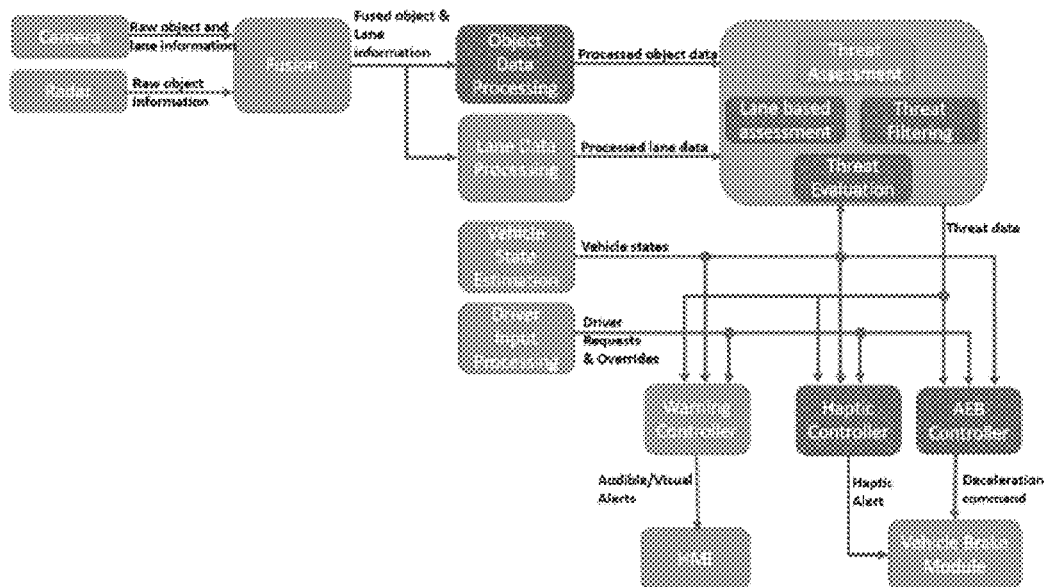 Camera
Raw object and
lane information
Radar
Raw object
information
Fusion
Fused object &
Lane
information
Object
Data
Processing
Processed object data
Lane Data
Processing
Processed lane data
Threat
Assessment
Lane based
assessment
Threat
Filtering
Threat
Evaluation
Threat data
Vehicle
State
Vehicle states
Driver
Input
Processing
Driver
Requests
& Overrides
Warning
Controller
Haptic
Controller
AEB
Controller
Audible/Visual
Alerts
Haptic
Alert
Deceleration
command
Vehicle Brake
Module